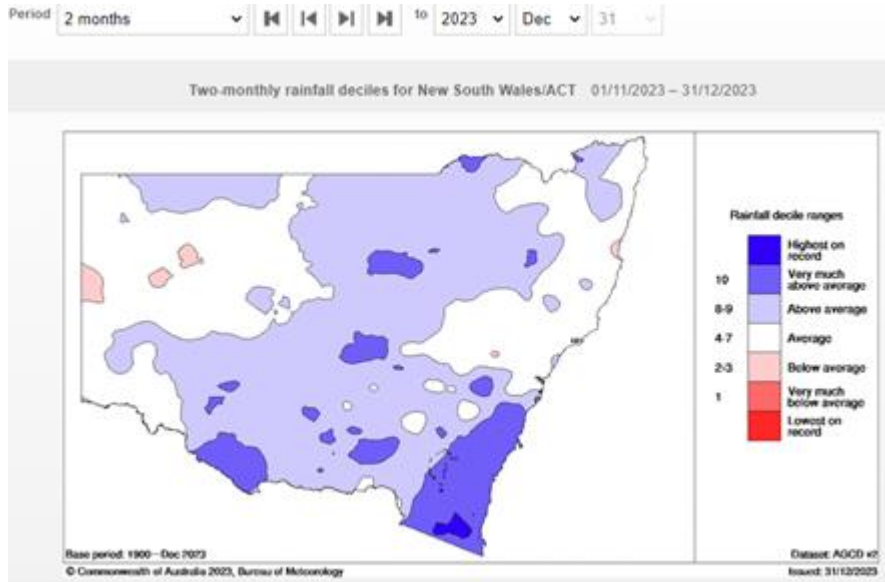 Period 2 months to 2023 Dec 31
Two-monthly rainfall deciles for New South Wales/ACT 01/11/2023 – 31/12/2023
Rainfall decile ranges
Highest on
record
10
Very much
above average
8-9 Above average
4-7 Average
2-3 Below average
1
Very much
below average
Lowest on
record
Base period: 1900–Dec 2023
Dataset: AGCD v2
© Commonwealth of Australia 2023, Bureau of Meteorology
Issued: 31/12/2023